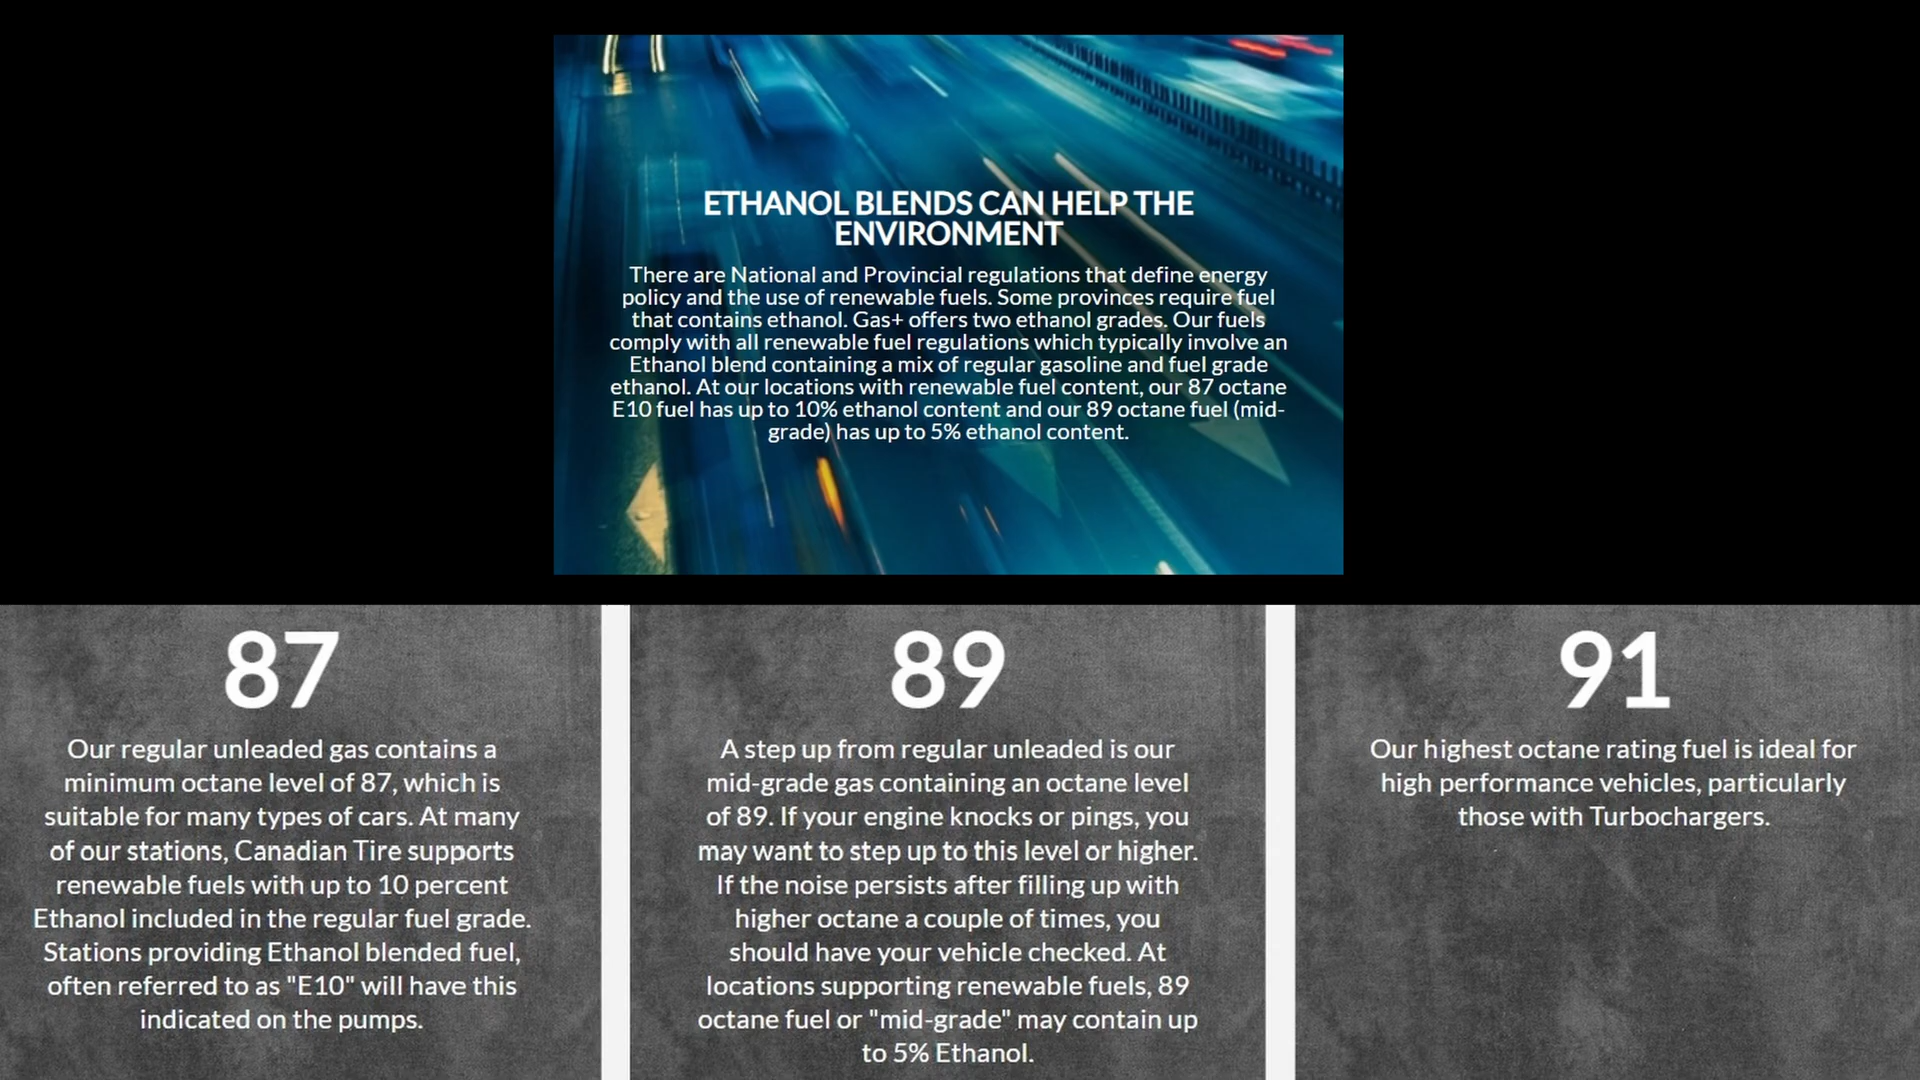 ETHANOL BLENDS CAN HELP THE
ENVIRONMENT
There are National and Provincial regulations that define energy
policy and the use of renewable fuels. Some provinces require fuel
that contains ethanol. Gas+ offers two ethanol grades. Our fuels
comply with all renewable fuel regulations which typically involve an
Ethanol blend containing a mix of regular gasoline and fuel grade
ethanol. At our locations with renewable fuel content, our 87 octane
E10 fuel has up to 10% ethanol content and our 89 octane fuel (mid-
grade) has up to 5% ethanol content.
87
Our regular unleaded gas contains a
minimum octane level of 87, which is
suitable for many types of cars. At many
of our stations, Canadian Tire supports
renewable fuels with up to 10 percent
Ethanol included in the regular fuel grade.
Stations providing Ethanol blended fuel,
often referred to as "E10" will have this
indicated on the pumps.
89
A step up from regular unleaded is our
mid-grade gas containing an octane level
of 89. If your engine knocks or pings, you
may want to step up to this level or higher.
If the noise persists after filling up with
higher octane a couple of times, you
should have your vehicle checked. At
locations supporting renewable fuels, 89
octane fuel or "mid-grade" may contain up
to 5% Ethanol.
91
Our highest octane rating fuel is ideal for
high performance vehicles, particularly
those with Turbochargers.